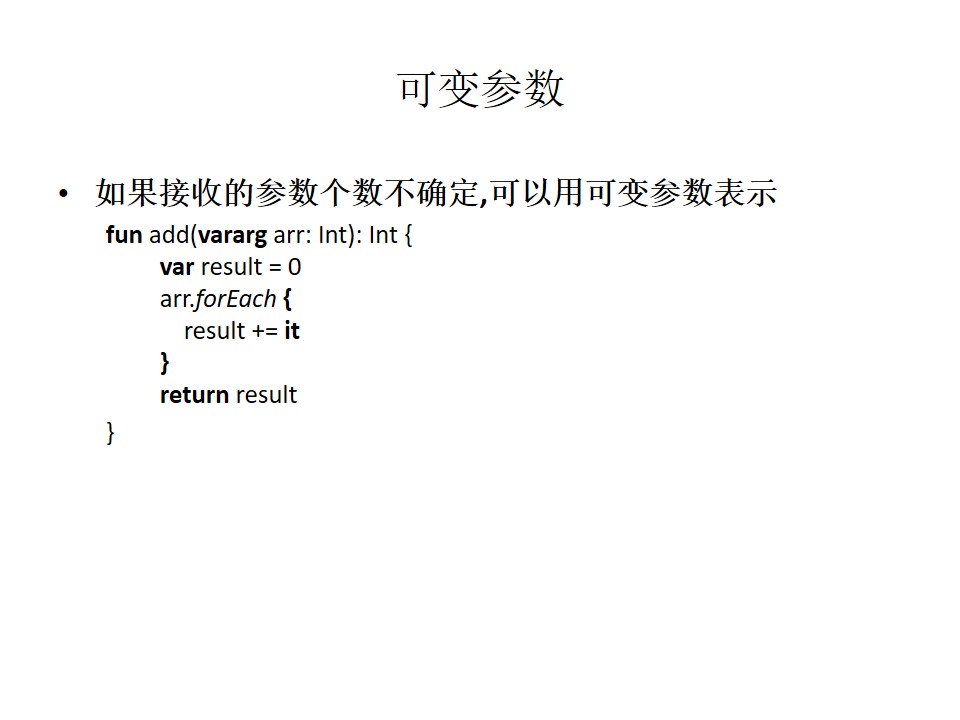 可变参数
• 如果接收的参数个数不确定,可以用可变参数表示
fun add(vararg arr: Int): Int {
var result = 0
arr.forEach {
result += it
}
return result
}